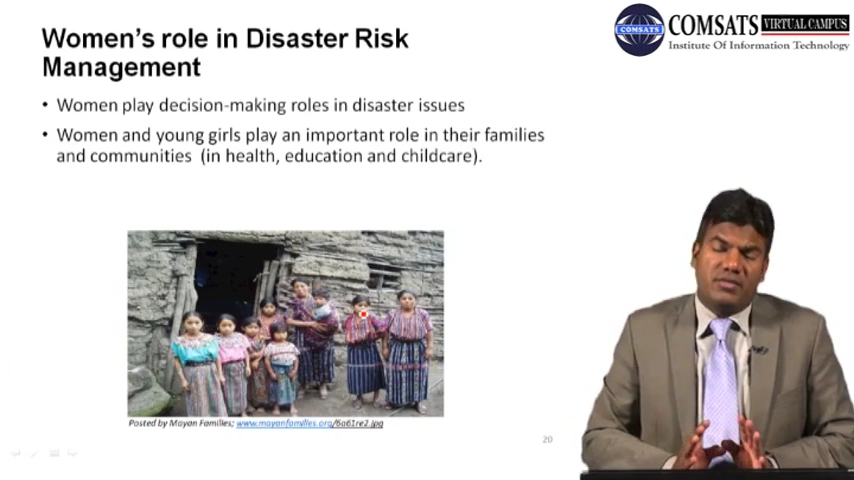 COMSATS VIRTUAL CAMPUS
COMSATS
Institute Of Information Technology
Women's role in Disaster Risk
Management
• Women play decision-making roles in disaster issues
• Women and young girls play an important role in their families
and communities (in health, education and childcare).
Posted by Mayan Families; www.mayanfamilies.org/6a61re2.jpg
20